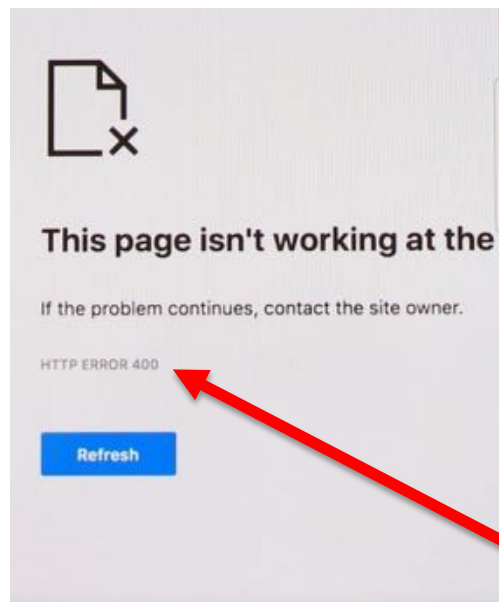 This page isn't working at the
If the problem continues, contact the site owner.
HTTP ERROR 400
Refresh